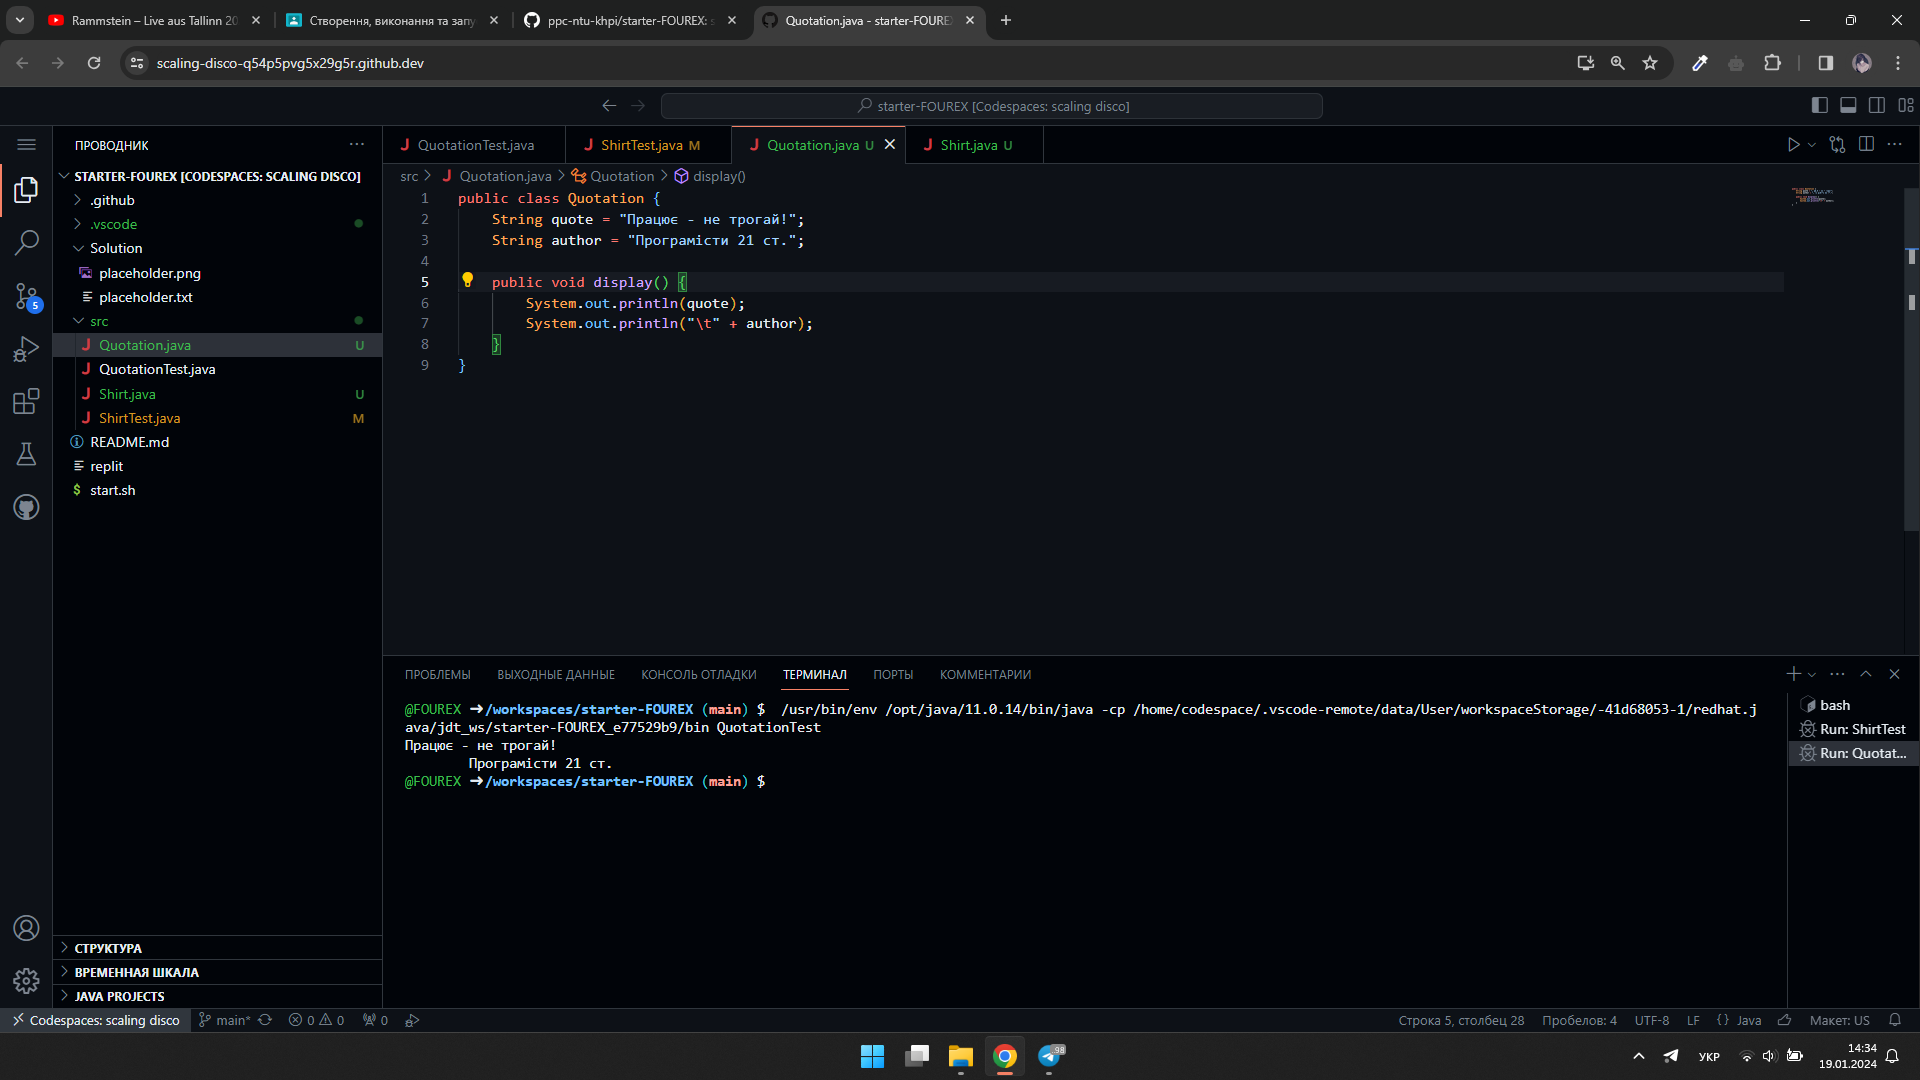 Rammstein – Live aus Tallinn 20
Створення, виконання та запу
ppc-ntu-khpi/starter-FOUREX: s
Quotation.java - starter-FOURE
scaling-disco-q54p5pvg5x29g5r.github.dev
starter-FOUREX [Codespaces: scaling disco]
ПРОВОДНИК
STARTER-FOUREX [CODESPACES: SCALING DISCO]
.github
.vscode
Solution
placeholder.png
placeholder.txt
5
src
Quotation.java U
QuotationTest.java
Shirt.java U
ShirtTest.java M
README.md
replit
$ start.sh
СТРУКТУРА
ВРЕМЕННАЯ ШКАЛА
JAVA PROJECTS
QuotationTest.java
ShirtTest.java M
Quotation.java U
Shirt.java U
src > Quotation.java > Quotation > display()
1 public class Quotation {
2 String quote = "Працює - не трогай!";
3 String author = "Програмісти 21 ст.";
4
5 public void display() {
6 System.out.println(quote);
7 System.out.println("\t" + author);
8 }
9 }
ПРОБЛЕМЫ ВЫХОДНЫЕ ДАННЫЕ КОНСОЛЬ ОТЛАДКИ ТЕРМИНАЛ ПОРТЫ КОММЕНТАРИИ
@FOUREX ➜/workspaces/starter-FOUREX (main) $ /usr/bin/env /opt/java/11.0.14/bin/java -cp /home/codespace/.vscode-remote/data/User/workspaceStorage/-41d68053-1/redhat.j
ava/jdt_ws/starter-FOUREX_e77529b9/bin QuotationTest
Працює - не трогай!
Програмісти 21 ст.
@FOUREX ➜/workspaces/starter-FOUREX (main) $
bash
Run: ShirtTest
Run: Quotat...
Codespaces: scaling disco main* 0 0 0
Строка 5, столбец 28 Пробелов: 4 UTF-8 LF {} Java Макет: US
98
УКР
14:34
19.01.2024